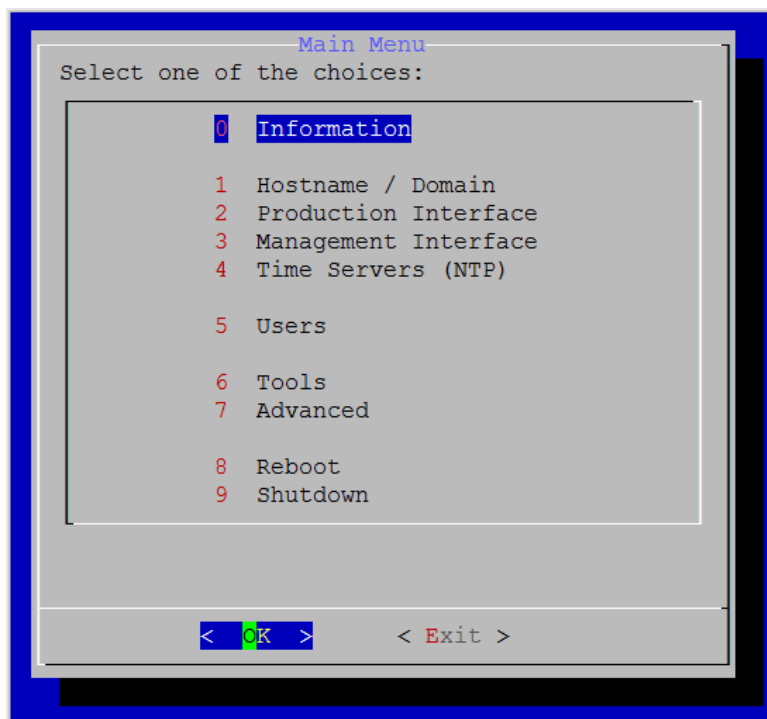 Main Menu
Select one of the choices:
0 Information
1 Hostname / Domain
2 Production Interface
3 Management Interface
4 Time Servers (NTP)
5 Users
6 Tools
7 Advanced
8 Reboot
9 Shutdown
< OK > < Exit >